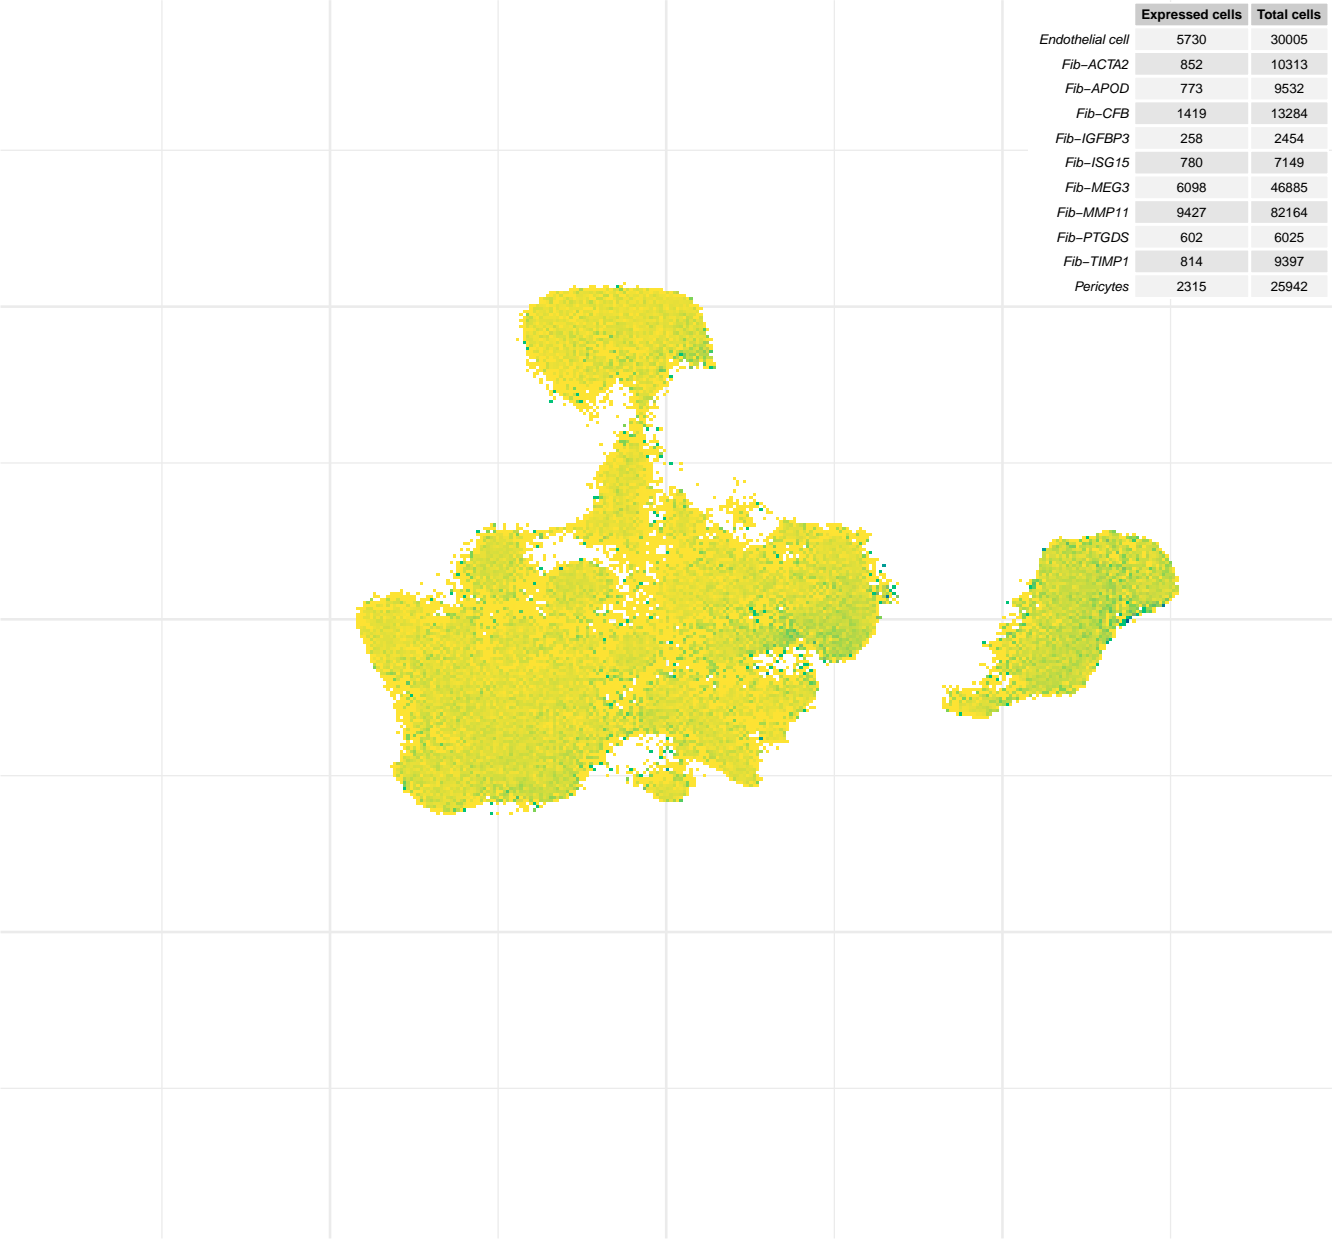 Expressed cells Total cells
Endothelial cell 5730 30005
Fib−ACTA2 852 10313
Fib−APOD 773 9532
Fib−CFB 1419 13284
Fib−IGFBP3 258 2454
Fib−ISG15 780 7149
Fib−MEG3 6098 46885
Fib−MMP11 9427 82164
Fib−PTGDS 602 6025
Fib−TIMP1 814 9397
Pericytes 2315 25942